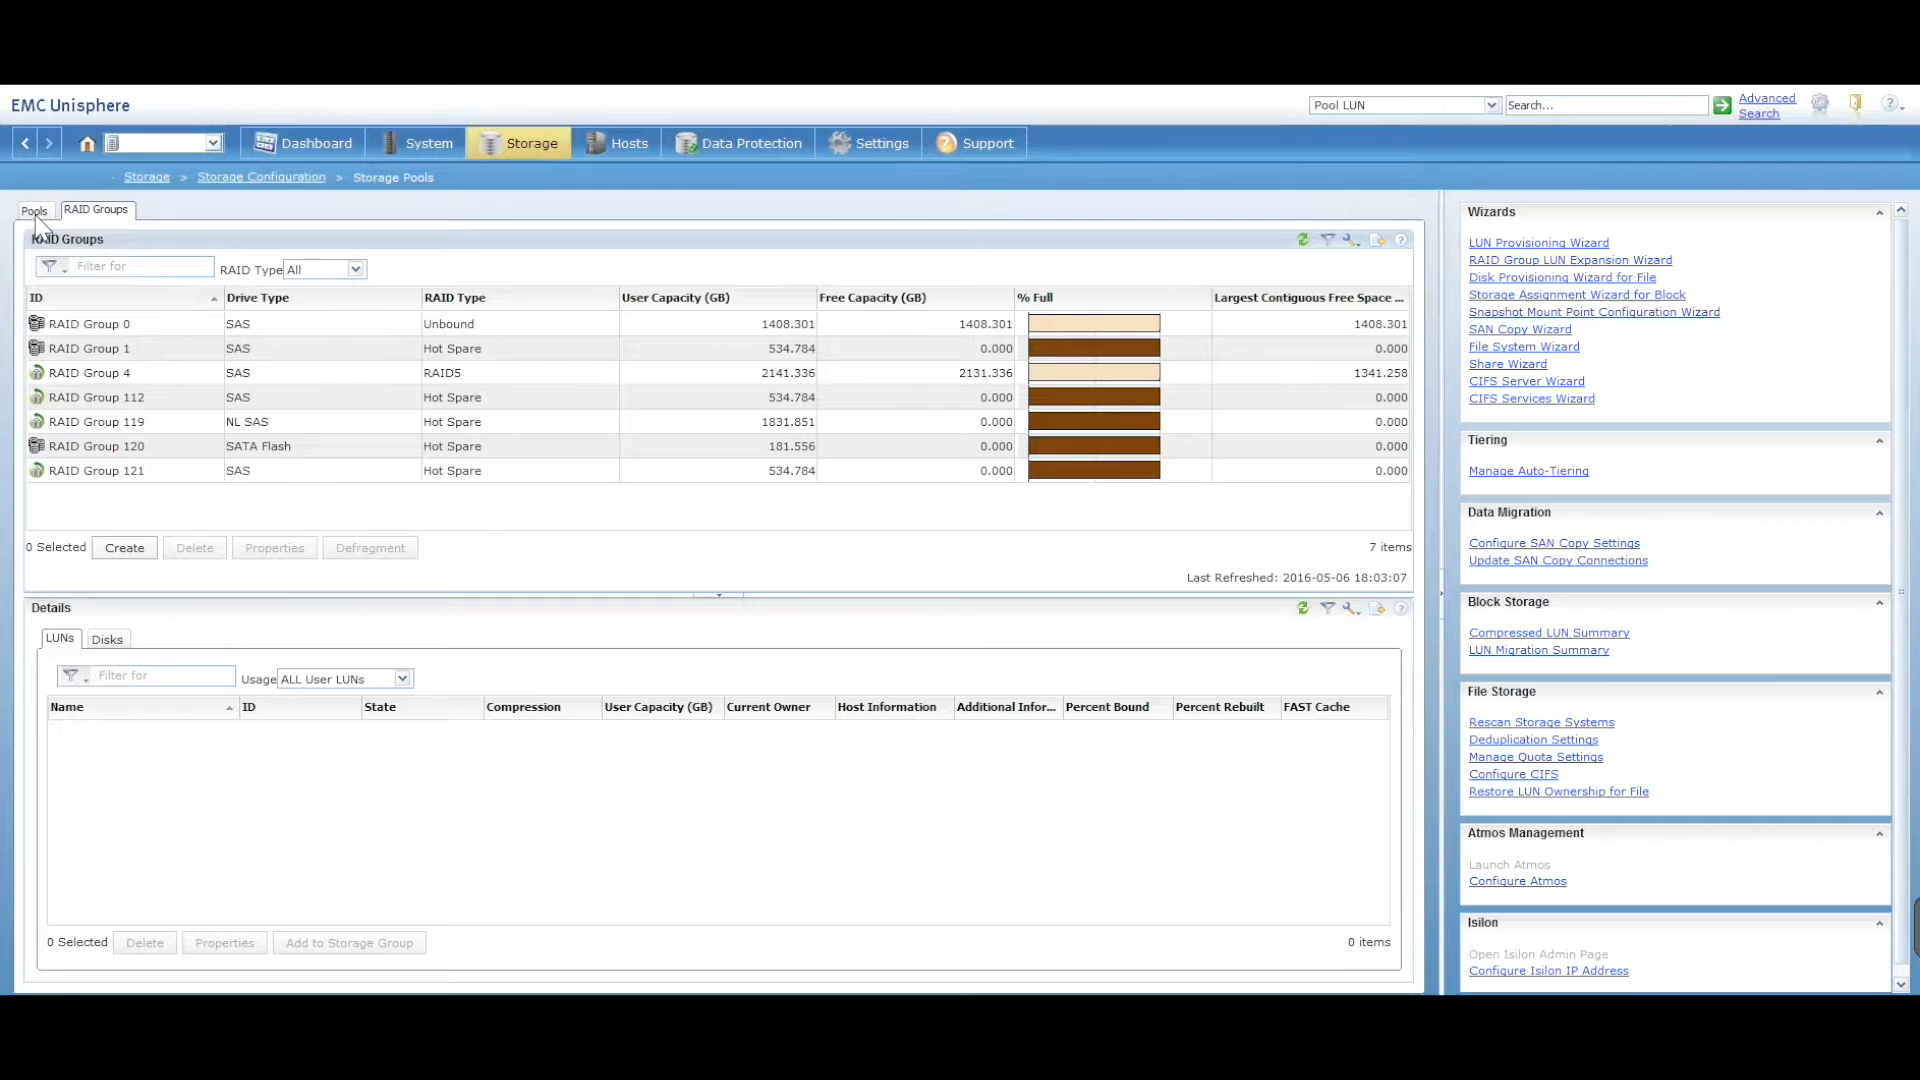 EMC Unisphere
Pool LUN
Search...
Advanced Search
Dashboard
System
Storage
Hosts
Data Protection
Settings
Support
Storage > Storage Configuration > Storage Pools
Pools
RAID Groups
RAID Groups
Filter for
RAID Type All
ID Drive Type RAID Type User Capacity (GB) Free Capacity (GB) % Full Largest Contiguous Free Space ...
RAID Group 0 SAS Unbound 1408.301 1408.301 1408.301
RAID Group 1 SAS Hot Spare 534.784 0.000 0.000
RAID Group 4 SAS RAID5 2141.336 2131.336 1341.258
RAID Group 112 SAS Hot Spare 534.784 0.000 0.000
RAID Group 119 NL SAS Hot Spare 1831.851 0.000 0.000
RAID Group 120 SATA Flash Hot Spare 181.556 0.000 0.000
RAID Group 121 SAS Hot Spare 534.784 0.000 0.000
0 Selected Create Delete Properties Defragment 7 items
Last Refreshed: 2016-05-06 18:03:07
Details
LUNs Disks
Filter for
Usage ALL User LUNs
Name ID State Compression User Capacity (GB) Current Owner Host Information Additional Infor... Percent Bound Percent Rebuilt FAST Cache
0 Selected Delete Properties Add to Storage Group 0 items
Wizards
LUN Provisioning Wizard
RAID Group LUN Expansion Wizard
Disk Provisioning Wizard for File
Storage Assignment Wizard for Block
Snapshot Mount Point Configuration Wizard
SAN Copy Wizard
File System Wizard
Share Wizard
CIFS Server Wizard
CIFS Services Wizard
Tiering
Manage Auto-Tiering
Data Migration
Configure SAN Copy Settings
Update SAN Copy Connections
Block Storage
Compressed LUN Summary
LUN Migration Summary
File Storage
Rescan Storage Systems
Deduplication Settings
Manage Quota Settings
Configure CIFS
Restore LUN Ownership for File
Atmos Management
Launch Atmos
Configure Atmos
Isilon
Open Isilon Admin Page
Configure Isilon IP Address